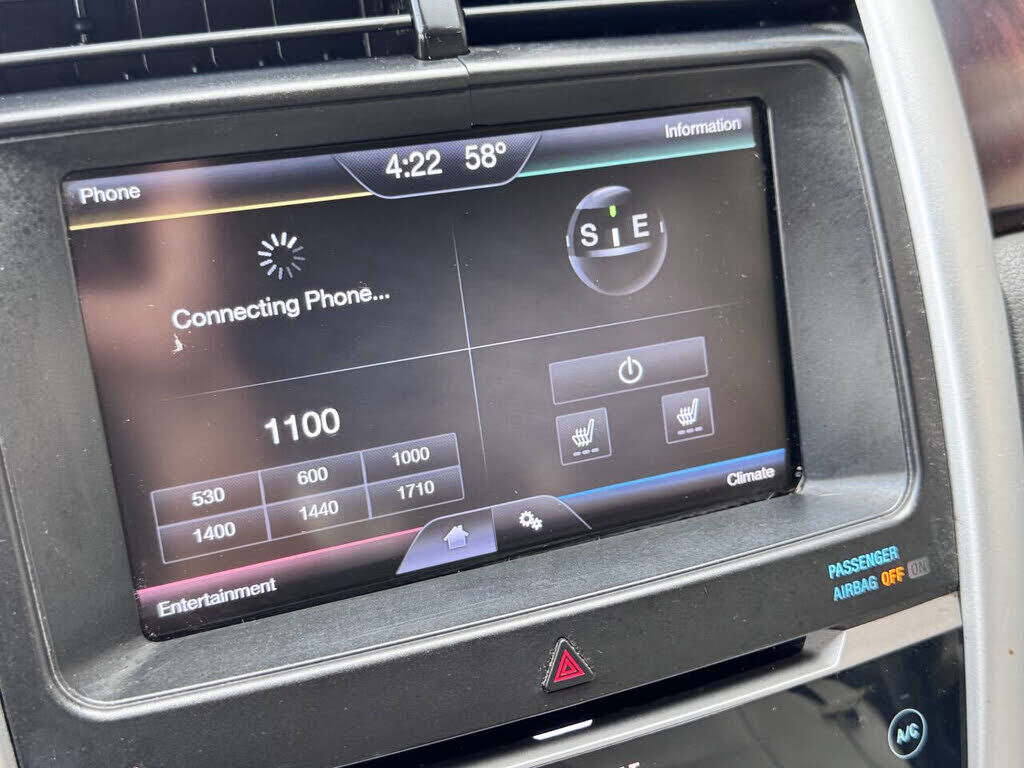 Phone
4:22 58°
Information
Connecting Phone...
S E
1100
530 600 1000
1400 1440 1710
Entertainment
Climate
PASSENGER
AIRBAG OFF ON
A/C